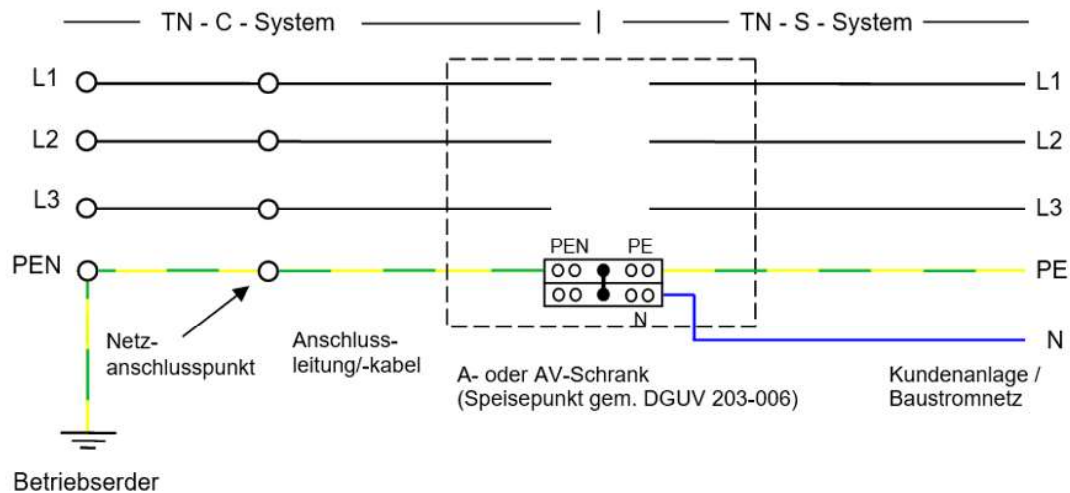 TN - C - System | TN - S - System
L1 L1
L2 L2
L3 L3
PEN PE
PEN PE
N
N
Netz-
anschlusspunkt
Anschluss-
leitung/-kabel
A- oder AV-Schrank
(Speisepunkt gem. DGUV 203-006)
Kundenanlage /
Baustromnetz
Betriebserder